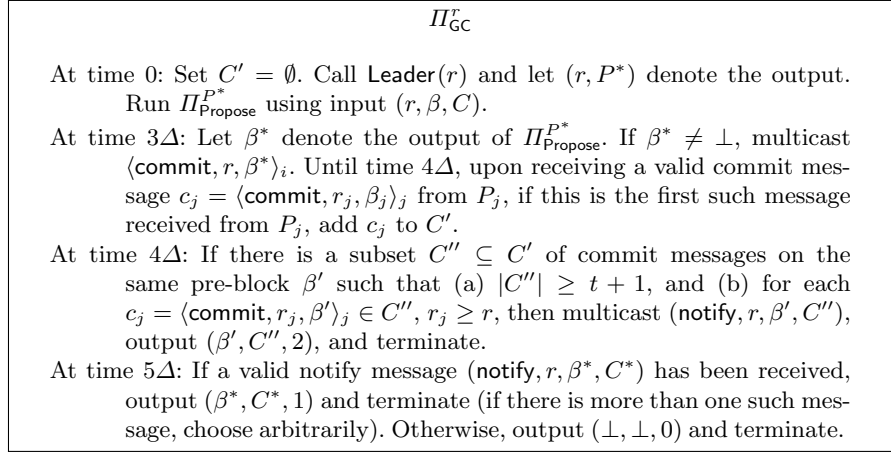 Π^r_GC
At time 0: Set C′ = ∅. Call Leader(r) and let (r, P*) denote the output.
Run Π^{P*}_Propose using input (r, β, C).
At time 3Δ: Let β* denote the output of Π^{P*}_Propose. If β* ≠ ⊥, multicast
⟨commit, r, β*⟩_i. Until time 4Δ, upon receiving a valid commit mes-
sage c_j = ⟨commit, r_j, β_j⟩_j from P_j, if this is the first such message
received from P_j, add c_j to C′.
At time 4Δ: If there is a subset C″ ⊆ C′ of commit messages on the
same pre-block β′ such that (a) |C″| ≥ t + 1, and (b) for each
c_j = ⟨commit, r_j, β′⟩_j ∈ C″, r_j ≥ r, then multicast (notify, r, β′, C″),
output (β′, C″, 2), and terminate.
At time 5Δ: If a valid notify message (notify, r, β*, C*) has been received,
output (β*, C*, 1) and terminate (if there is more than one such mes-
sage, choose arbitrarily). Otherwise, output (⊥, ⊥, 0) and terminate.